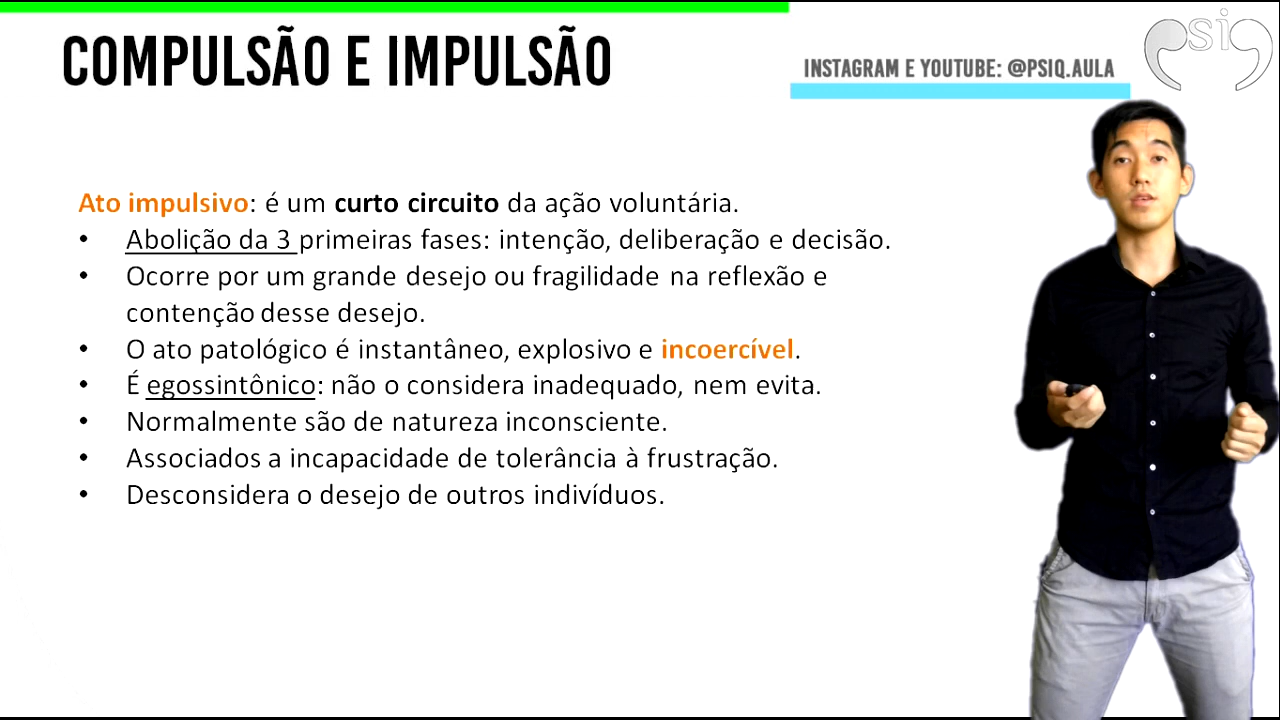 COMPULSÃO E IMPULSÃO
INSTAGRAM E YOUTUBE: @PSIQ.AULA
psiq
Ato impulsivo: é um curto circuito da ação voluntária.
• Abolição da 3 primeiras fases: intenção, deliberação e decisão.
• Ocorre por um grande desejo ou fragilidade na reflexão e
contenção desse desejo.
• O ato patológico é instantâneo, explosivo e incoercível.
• É egossintônico: não o considera inadequado, nem evita.
• Normalmente são de natureza inconsciente.
• Associados a incapacidade de tolerância à frustração.
• Desconsidera o desejo de outros indivíduos.